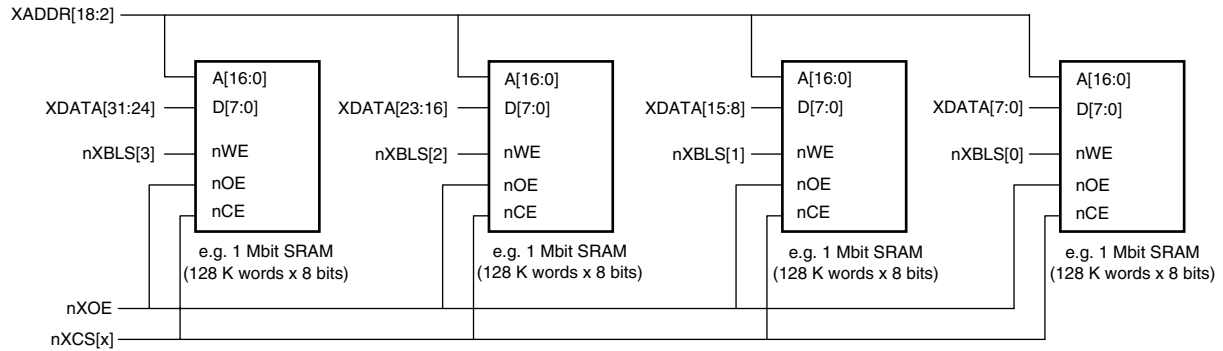 XADDR[18:2]
A[16:0]
XDATA[31:24]
D[7:0]
nXBLS[3]
nWE
nOE
nCE
e.g. 1 Mbit SRAM
(128 K words x 8 bits)
A[16:0]
XDATA[23:16]
D[7:0]
nXBLS[2]
nWE
nOE
nCE
e.g. 1 Mbit SRAM
(128 K words x 8 bits)
A[16:0]
XDATA[15:8]
D[7:0]
nXBLS[1]
nWE
nOE
nCE
e.g. 1 Mbit SRAM
(128 K words x 8 bits)
A[16:0]
XDATA[7:0]
D[7:0]
nXBLS[0]
nWE
nOE
nCE
e.g. 1 Mbit SRAM
(128 K words x 8 bits)
nXOE
nXCS[x]